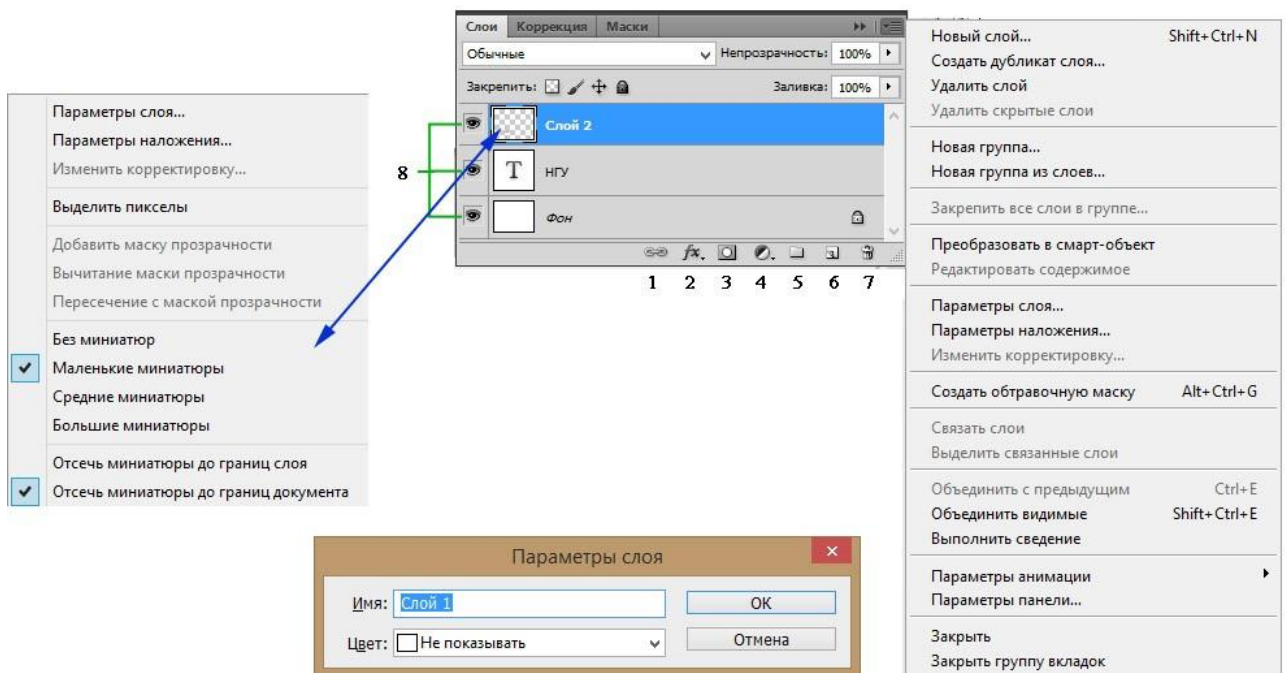 Слои Коррекция Маски
Обычные Непрозрачность: 100%
Закрепить: Заливка: 100%
Слой 2
T НГУ
Фон
fx.
1 2 3 4 5 6 7
8
Параметры слоя...
Параметры наложения...
Изменить корректировку...
Выделить пикселы
Добавить маску прозрачности
Вычитание маски прозрачности
Пересечение с маской прозрачности
Без миниатюр
Маленькие миниатюры
Средние миниатюры
Большие миниатюры
Отсечь миниатюры до границ слоя
Отсечь миниатюры до границ документа
Новый слой... Shift+Ctrl+N
Создать дубликат слоя...
Удалить слой
Удалить скрытые слои
Новая группа...
Новая группа из слоев...
Закрепить все слои в группе...
Преобразовать в смарт-объект
Редактировать содержимое
Параметры слоя...
Параметры наложения...
Изменить корректировку...
Создать обтравочную маску Alt+Ctrl+G
Связать слои
Выделить связанные слои
Объединить с предыдущим Ctrl+E
Объединить видимые Shift+Ctrl+E
Выполнить сведение
Параметры анимации
Параметры панели...
Закрыть
Закрыть группу вкладок
Параметры слоя
Имя: Слой 1 ОК
Цвет: Не показывать Отмена